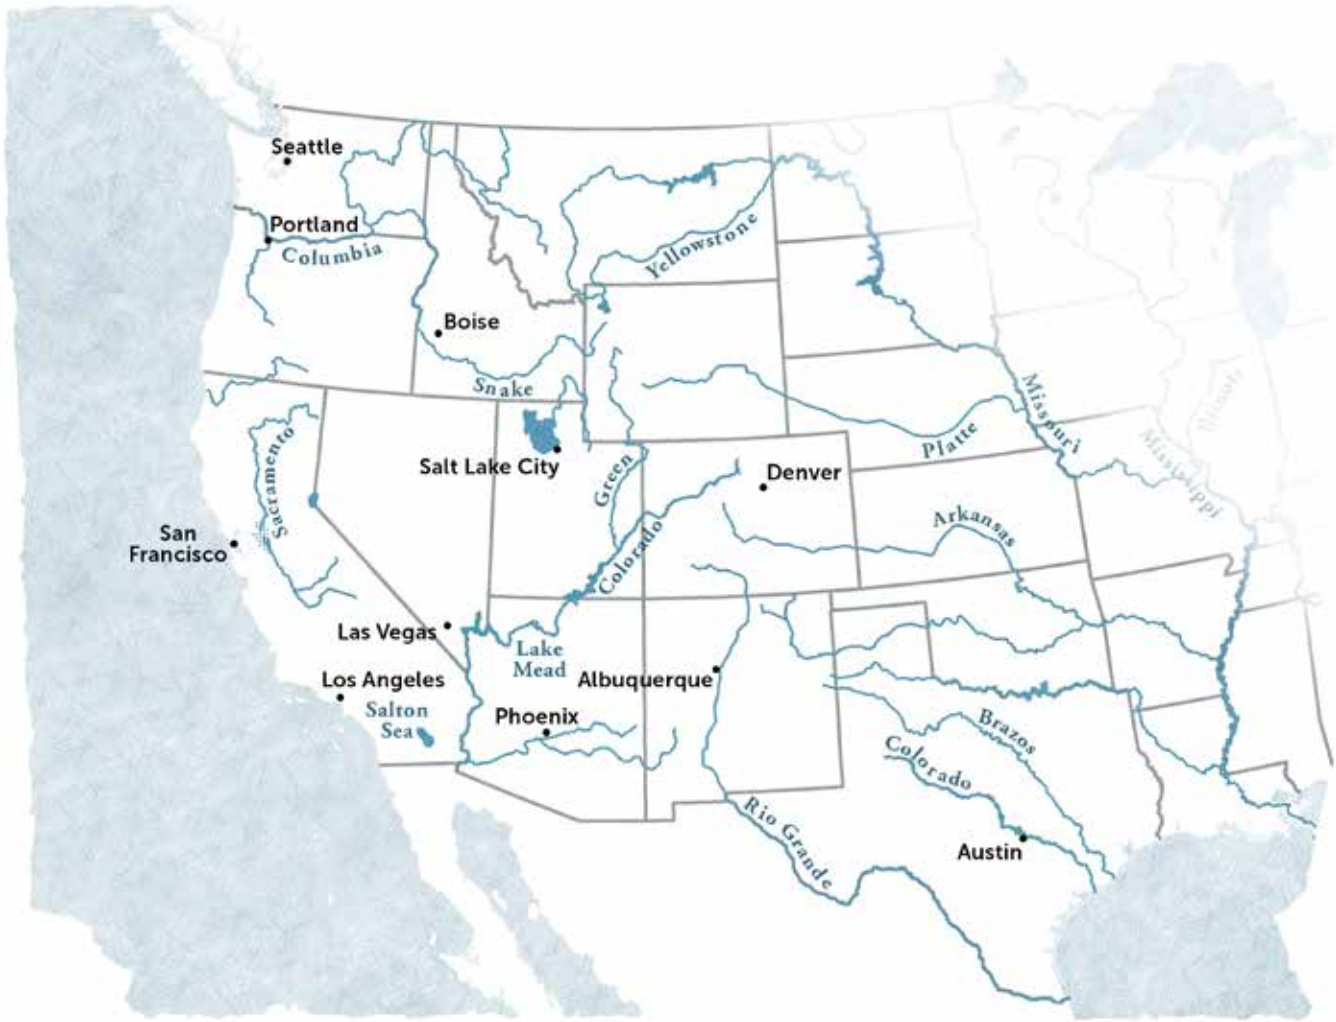 Seattle
Portland
Columbia
Yellowstone
Boise
Snake
Missouri
Illinois
Platte
Mississippi
Sacramento
Salt Lake City
Green
Denver
Arkansas
San
Francisco
Colorado
Las Vegas
Lake
Mead
Los Angeles
Albuquerque
Salton
Sea
Phoenix
Brazos
Colorado
Rio Grande
Austin